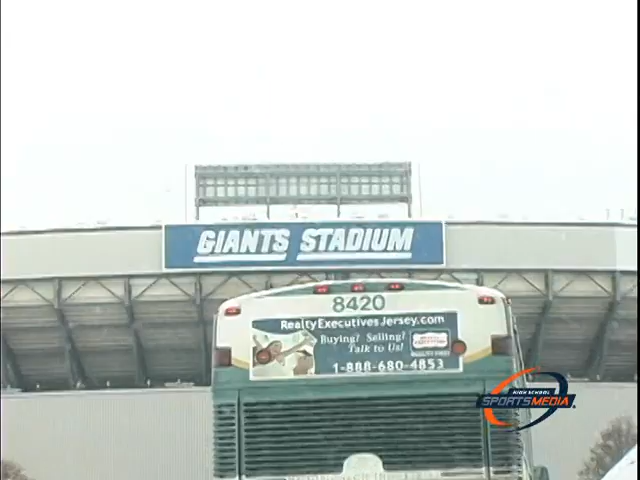 GIANTS STADIUM
8420
RealtyExecutivesJersey.com
Buying? Selling?
Talk to Us!
1-888-680-4853
HIGH SCHOOL
SPORTSMEDIA